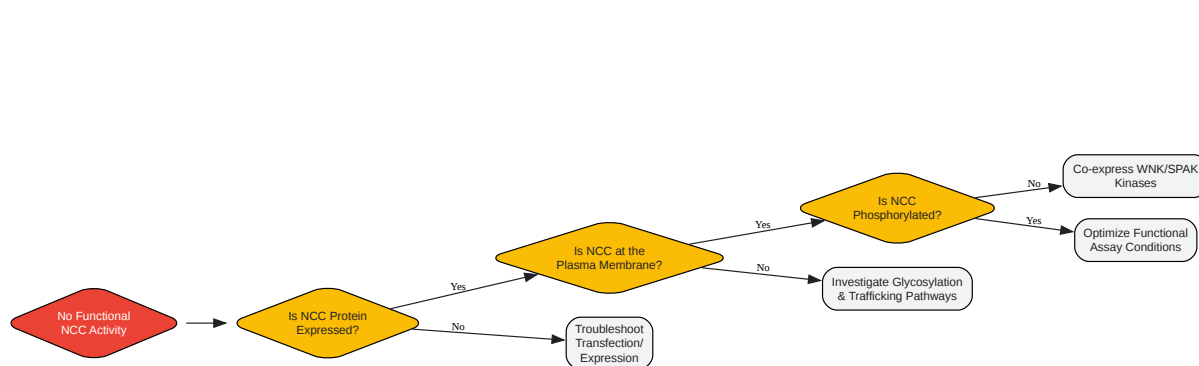 No Functional
NCC Activity
Is NCC Protein
Expressed?
Yes
No
Troubleshoot
Transfection/
Expression
Is NCC at the
Plasma Membrane?
Yes
No
Investigate Glycosylation
& Trafficking Pathways
Is NCC
Phosphorylated?
No
Co-express WNK/SPAK
Kinases
Yes
Optimize Functional
Assay Conditions